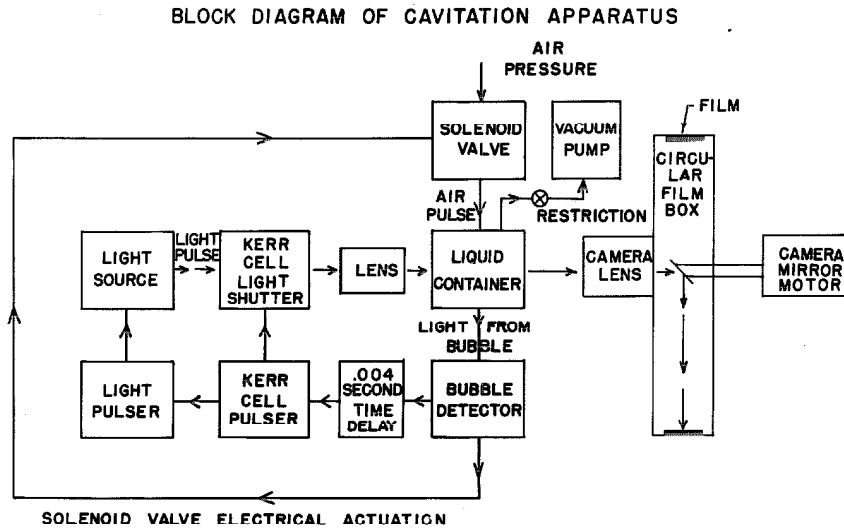 BLOCK DIAGRAM OF CAVITATION APPARATUS
AIR
PRESSURE
FILM
SOLENOID
VALVE
VACUUM
PUMP
CIRCU-
LAR
FILM
BOX
AIR
PULSE
RESTRICTION
LIGHT
SOURCE
LIGHT
PULSE
KERR
CELL
LIGHT
SHUTTER
LENS
LIQUID
CONTAINER
CAMERA
LENS
CAMERA
MIRROR
MOTOR
LIGHT FROM
BUBBLE
LIGHT
PULSER
KERR
CELL
PULSER
.004
SECOND
TIME
DELAY
BUBBLE
DETECTOR
SOLENOID VALVE ELECTRICAL ACTUATION